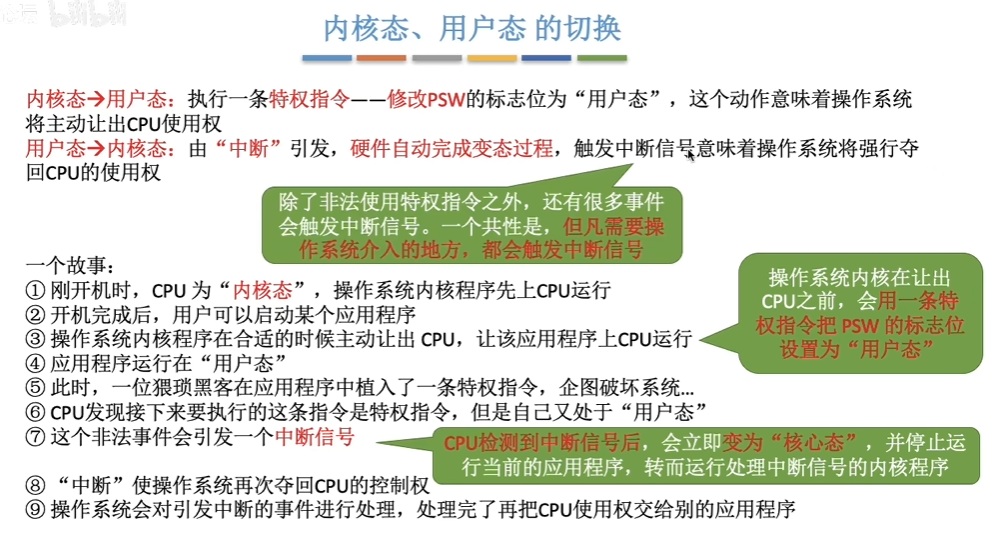 bilibili
内核态、用户态 的切换
内核态→用户态：执行一条特权指令——修改PSW的标志位为“用户态”，这个动作意味着操作系统
将主动让出CPU使用权
用户态→内核态：由“中断”引发，硬件自动完成变态过程，触发中断信号意味着操作系统将强行夺
回CPU的使用权
除了非法使用特权指令之外，还有很多事件
会触发中断信号。一个共性是，但凡需要操
作系统介入的地方，都会触发中断信号
一个故事：
① 刚开机时，CPU 为“内核态”，操作系统内核程序先上CPU运行
② 开机完成后，用户可以启动某个应用程序
③ 操作系统内核程序在合适的时候主动让出 CPU，让该应用程序上CPU运行
操作系统内核在让出
CPU之前，会用一条特
权指令把 PSW 的标志位
设置为“用户态”
④ 应用程序运行在“用户态”
⑤ 此时，一位猥琐黑客在应用程序中植入了一条特权指令，企图破坏系统…
⑥ CPU发现接下来要执行的这条指令是特权指令，但是自己又处于“用户态”
⑦ 这个非法事件会引发一个中断信号
CPU检测到中断信号后，会立即变为“核心态”，并停止运
行当前的应用程序，转而运行处理中断信号的内核程序
⑧ “中断”使操作系统再次夺回CPU的控制权
⑨ 操作系统会对引发中断的事件进行处理，处理完了再把CPU使用权交给别的应用程序